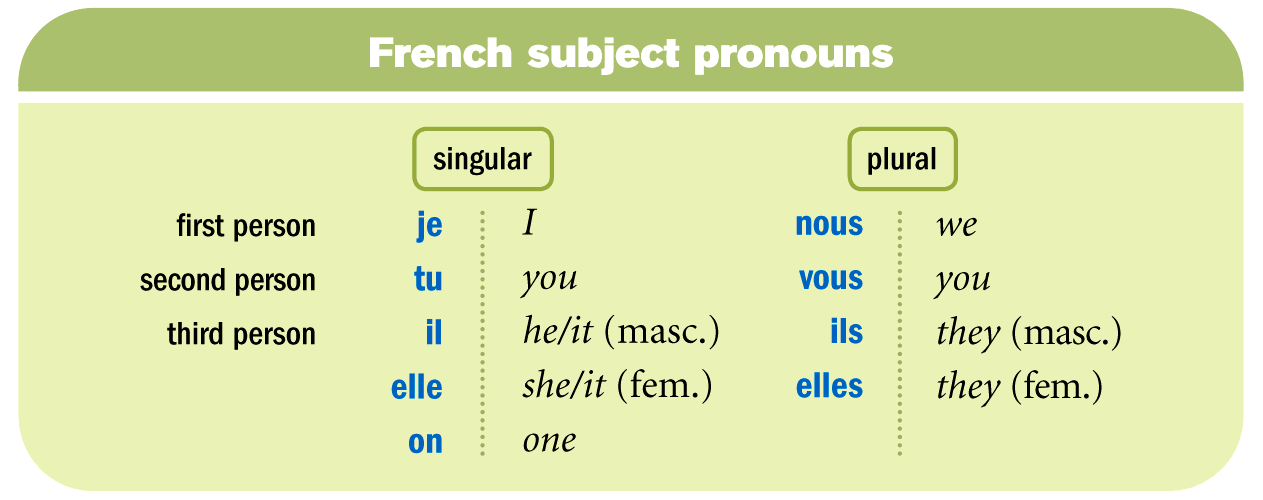 French subject pronouns
singular plural
first person je I nous we
second person tu you vous you
third person il he/it (masc.) ils they (masc.)
elle she/it (fem.) elles they (fem.)
on one